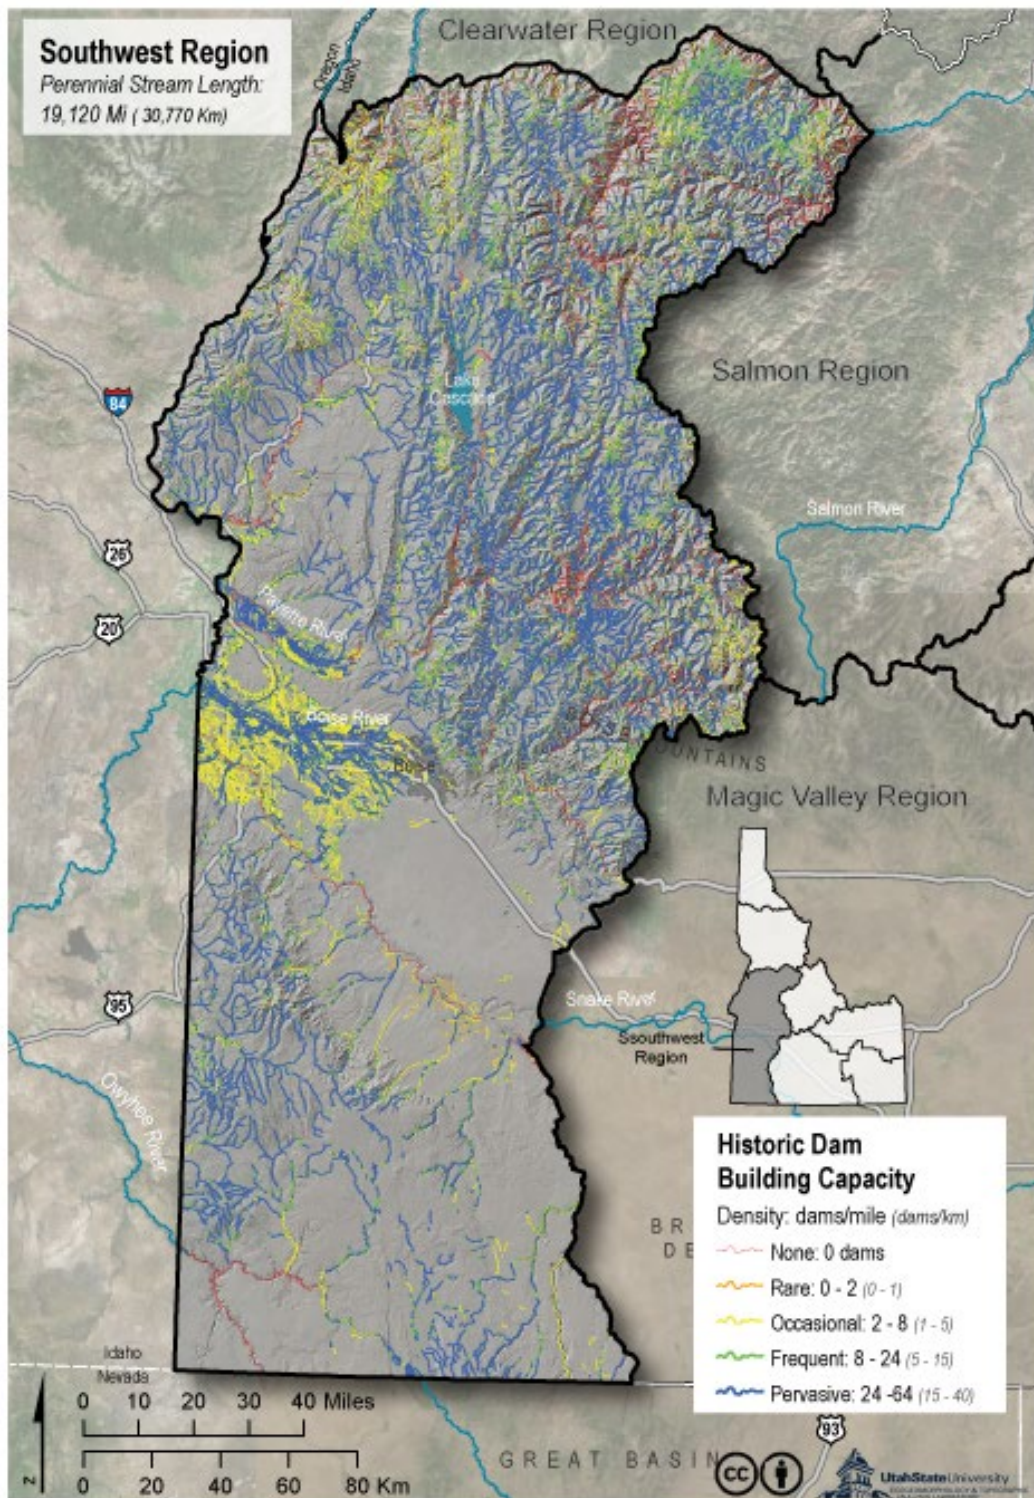 Southwest Region
Perennial Stream Length:
19,120 Mi ( 30,770 Km)
Clearwater Region
Oregon
Idaho
Lake
Cascade
84
Salmon Region
Salmon River
26
20
Payette River
Boise River
Boise
MOUNTAINS
Magic Valley Region
95
Snake River
Ssouthwest
Region
Owyhee River
Historic Dam
Building Capacity
Density: dams/mile (dams/km)
None: 0 dams
Rare: 0 - 2 (0 - 1)
Occasional: 2 - 8 (1 - 5)
Frequent: 8 - 24 (5 - 15)
Pervasive: 24 -64 (15 - 40)
BR
DE
Idaho
Nevada
0 10 20 30 40 Miles
0 20 40 60 80 Km
z
93
GREAT BASIN
cc
UtahStateUniversity